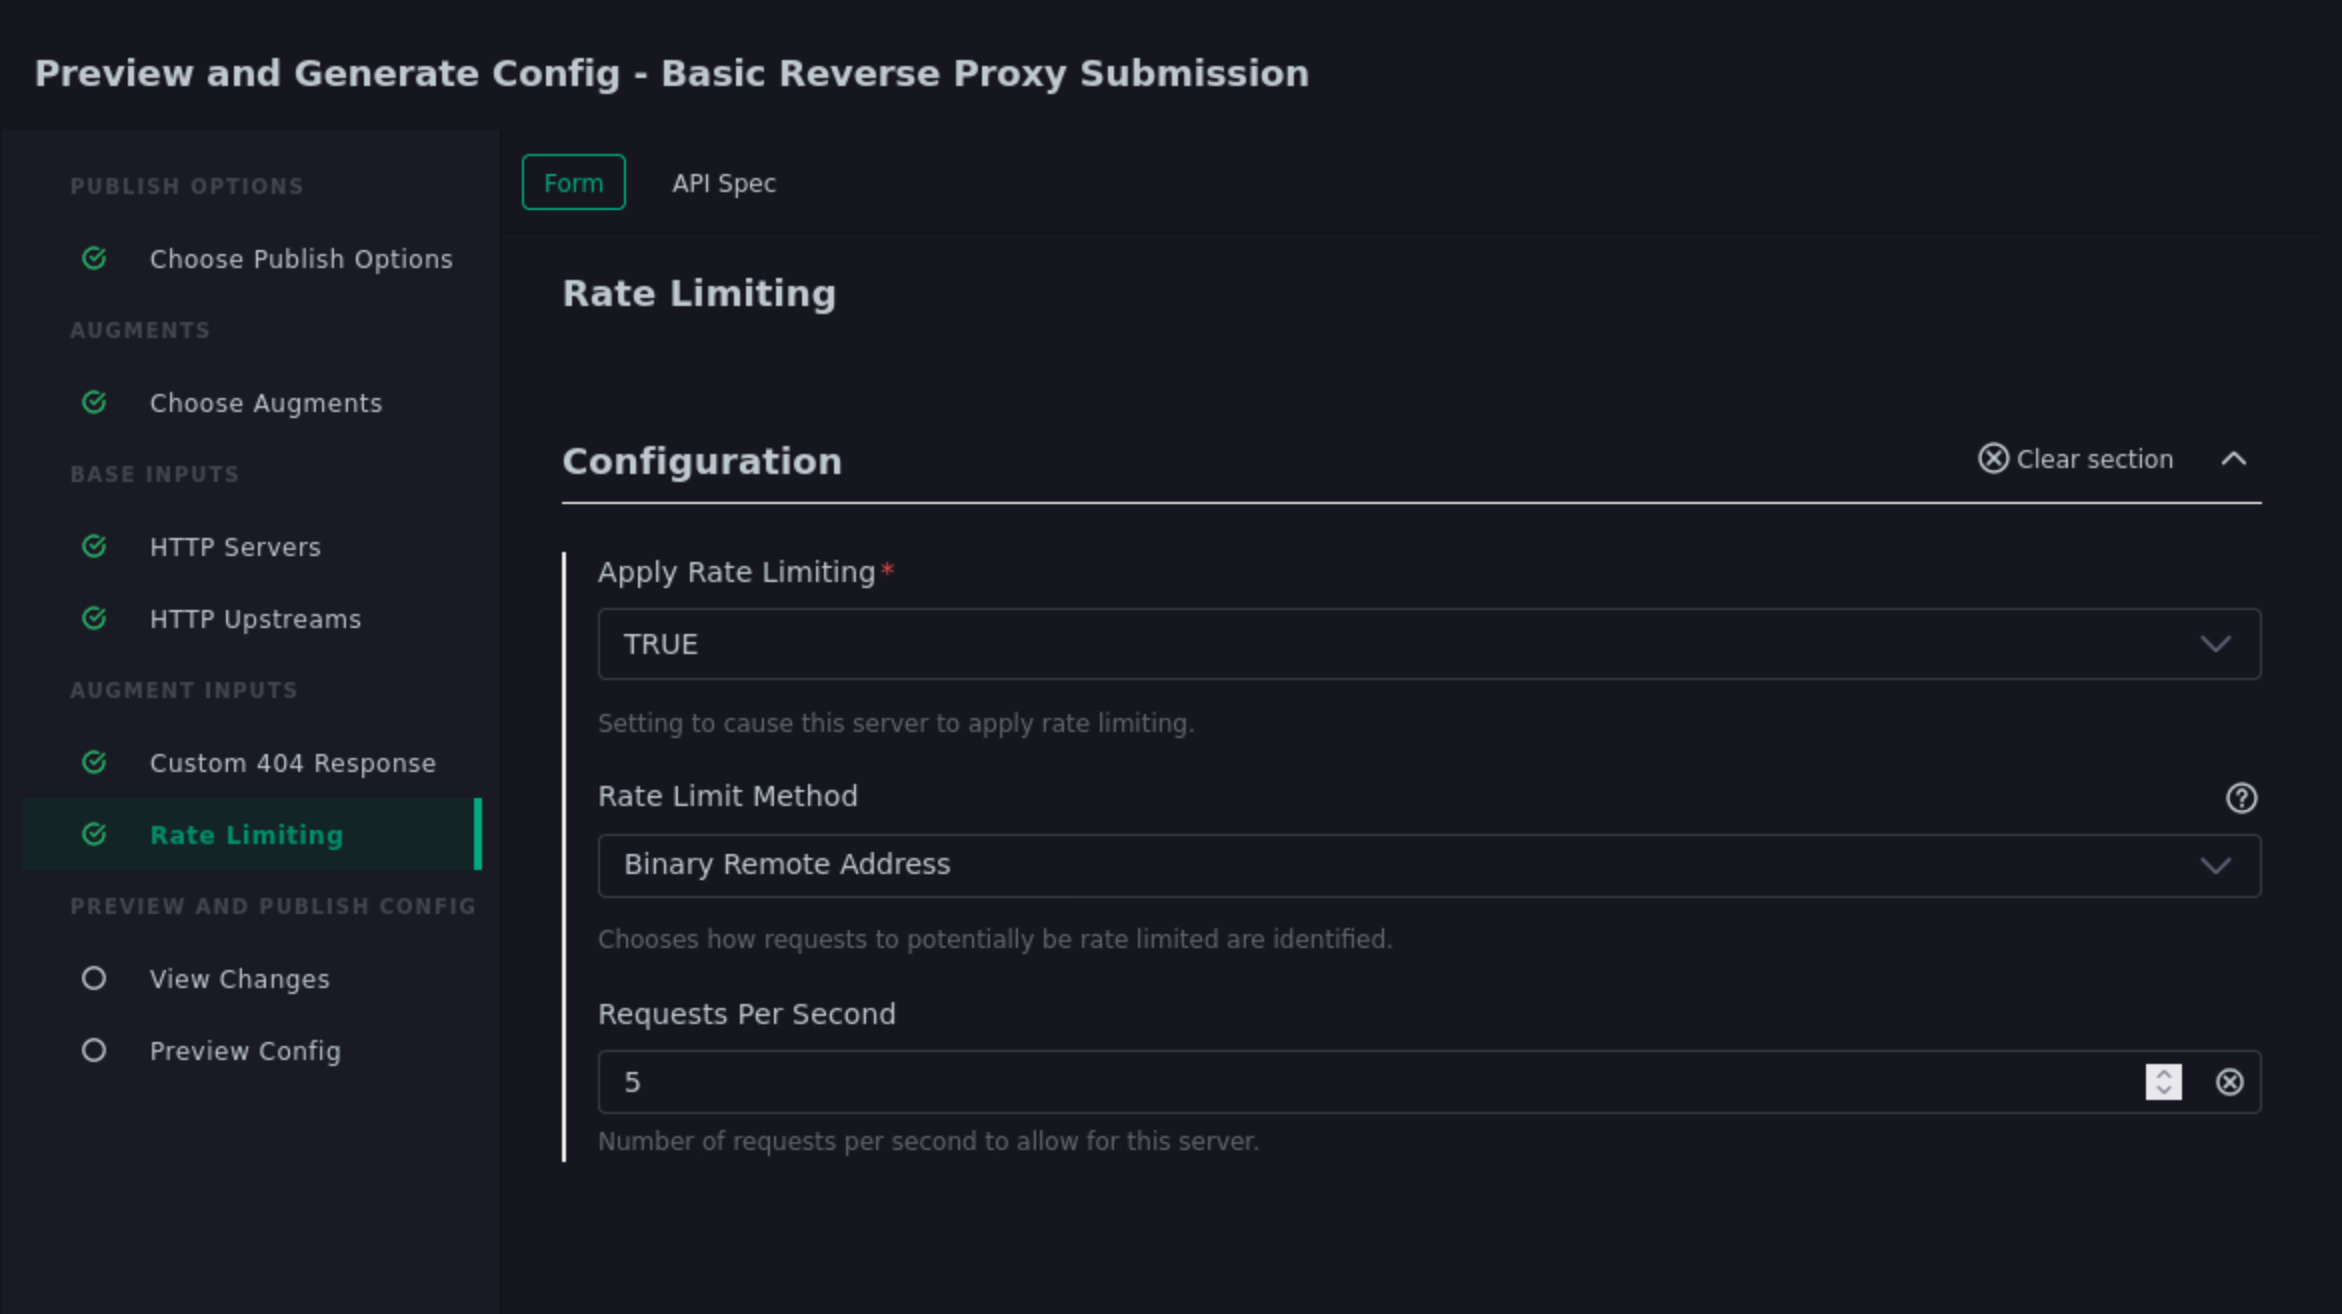 Preview and Generate Config - Basic Reverse Proxy Submission
PUBLISH OPTIONS
Choose Publish Options
AUGMENTS
Choose Augments
BASE INPUTS
HTTP Servers
HTTP Upstreams
AUGMENT INPUTS
Custom 404 Response
Rate Limiting
PREVIEW AND PUBLISH CONFIG
View Changes
Preview Config
Form API Spec
Rate Limiting
Configuration Clear section
Apply Rate Limiting*
TRUE
Setting to cause this server to apply rate limiting.
Rate Limit Method
Binary Remote Address
Chooses how requests to potentially be rate limited are identified.
Requests Per Second
5
Number of requests per second to allow for this server.